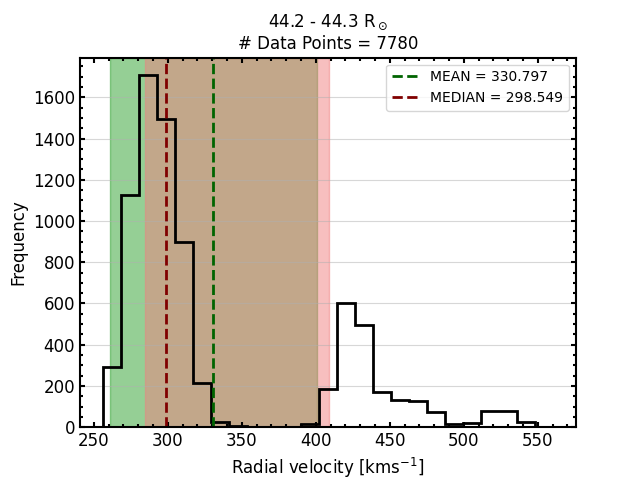 44.2 - 44.3 R⊙
# Data Points = 7780
MEAN = 330.797
MEDIAN = 298.549
Frequency
1600
1400
1200
1000
800
600
400
200
0
250 300 350 400 450 500 550
Radial velocity [kms⁻¹]